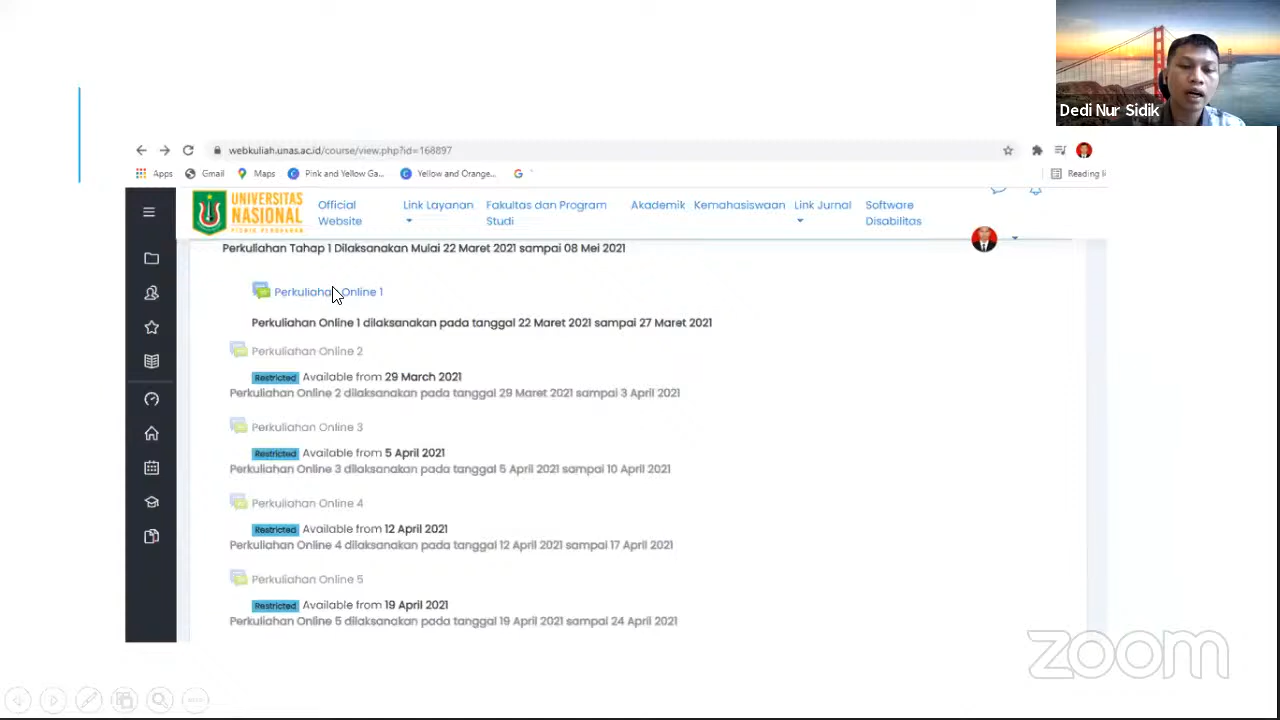 Dedi Nur Sidik
webkuliah.unas.ac.id/course/view.php?id=168897
Apps Gmail Maps Pink and Yellow Ga... Yellow and Orange... Reading li
UNIVERSITAS NASIONAL
PIONIR PERUBAHAN
Official Website
Link Layanan
Fakultas dan Program Studi
Akademik
Kemahasiswaan
Link Jurnal
Software Disabilitas
Perkuliahan Tahap 1 Dilaksanakan Mulai 22 Maret 2021 sampai 08 Mei 2021
Perkuliahan Online 1
Perkuliahan Online 1 dilaksanakan pada tanggal 22 Maret 2021 sampai 27 Maret 2021
Perkuliahan Online 2
Restricted Available from 29 March 2021
Perkuliahan Online 2 dilaksanakan pada tanggal 29 Maret 2021 sampai 3 April 2021
Perkuliahan Online 3
Restricted Available from 5 April 2021
Perkuliahan Online 3 dilaksanakan pada tanggal 5 April 2021 sampai 10 April 2021
Perkuliahan Online 4
Restricted Available from 12 April 2021
Perkuliahan Online 4 dilaksanakan pada tanggal 12 April 2021 sampai 17 April 2021
Perkuliahan Online 5
Restricted Available from 19 April 2021
Perkuliahan Online 5 dilaksanakan pada tanggal 19 April 2021 sampai 24 April 2021
zoom